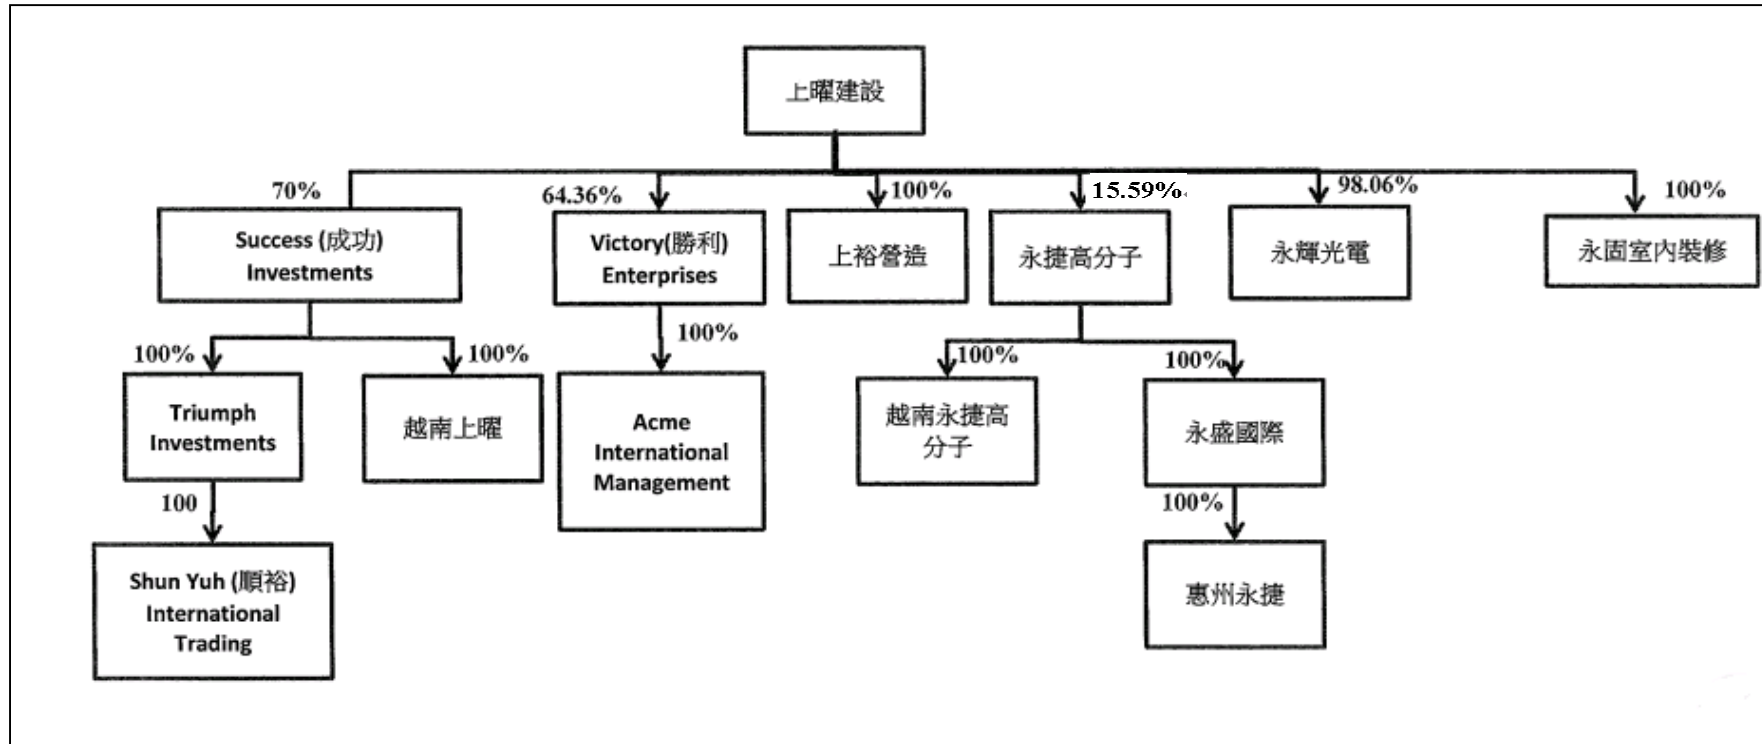 上曜建設
70%
64.36%
100%
15.59%
98.06%
100%
Success (成功)
Investments
Victory(勝利)
Enterprises
上裕營造
永捷高分子
永輝光電
永固室內裝修
100%
100%
100%
100%
100%
Triumph
Investments
越南上曜
Acme
International
Management
越南永捷高
分子
永盛國際
100
100%
Shun Yuh (順裕)
International
Trading
惠州永捷